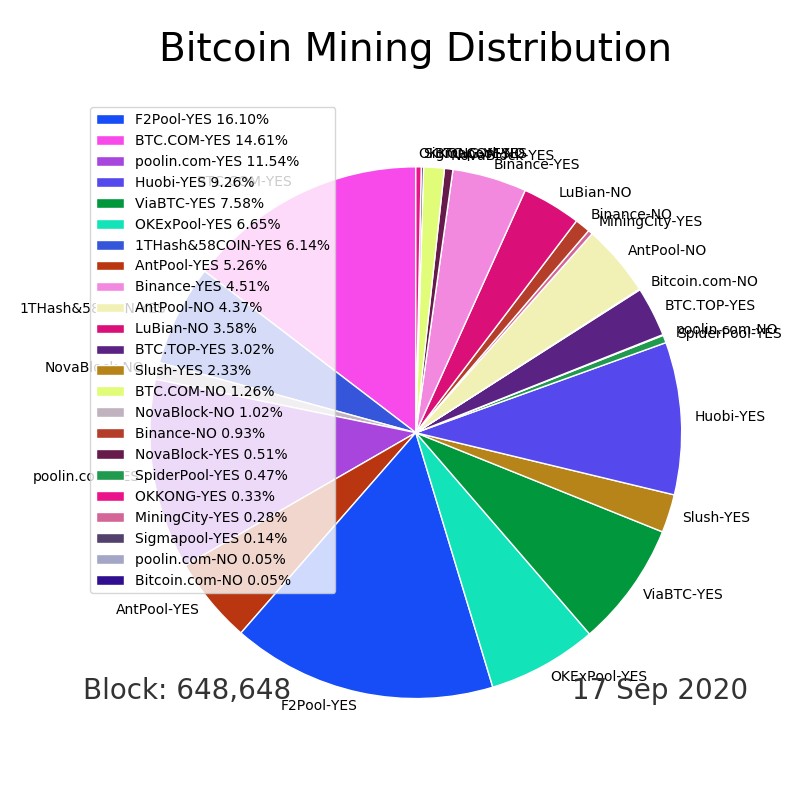 Bitcoin Mining Distribution
F2Pool-YES 16.10%
BTC.COM-YES 14.61%
poolin.com-YES 11.54%
Huobi-YES 9.26%
ViaBTC-YES 7.58%
OKExPool-YES 6.65%
1THash&58COIN-YES 6.14%
AntPool-YES 5.26%
Binance-YES 4.51%
AntPool-NO 4.37%
LuBian-NO 3.58%
BTC.TOP-YES 3.02%
Slush-YES 2.33%
BTC.COM-NO 1.26%
NovaBlock-NO 1.02%
Binance-NO 0.93%
NovaBlock-YES 0.51%
SpiderPool-YES 0.47%
OKKONG-YES 0.33%
MiningCity-YES 0.28%
Sigmapool-YES 0.14%
poolin.com-NO 0.05%
Bitcoin.com-NO 0.05%
NovaBlock-YES
Binance-YES
LuBian-NO
Binance-NO
MiningCity-YES
AntPool-NO
Bitcoin.com-NO
BTC.TOP-YES
poolin.com-NO
SpiderPool-YES
Huobi-YES
Slush-YES
ViaBTC-YES
OKExPool-YES
F2Pool-YES
AntPool-YES
Block: 648,648
17 Sep 2020